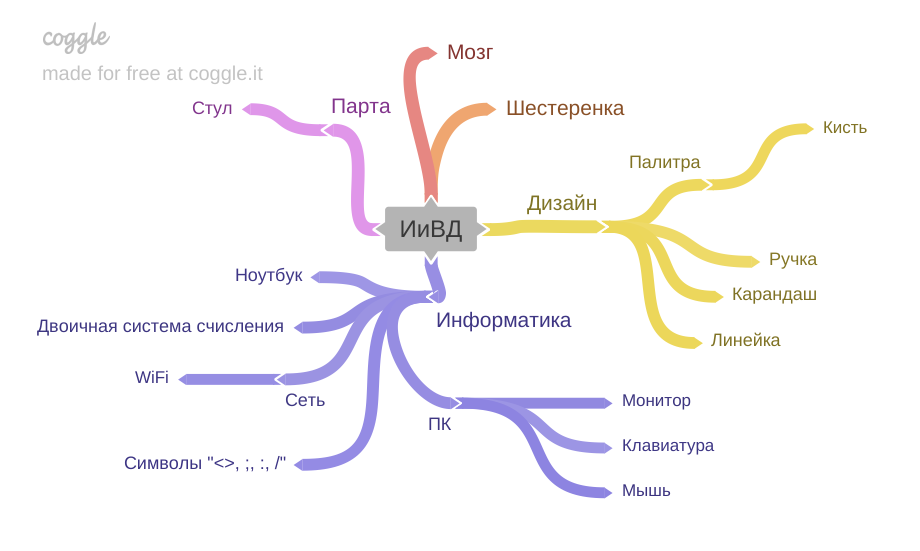 coggle
made for free at coggle.it
Мозг
Шестеренка
Парта
Стул
Кисть
Палитра
Дизайн
ИиВД
Ручка
Карандаш
Линейка
Ноутбук
Информатика
Двоичная система счисления
WiFi
Сеть
Символы "<>, ;, :, /"
ПК
Монитор
Клавиатура
Мышь